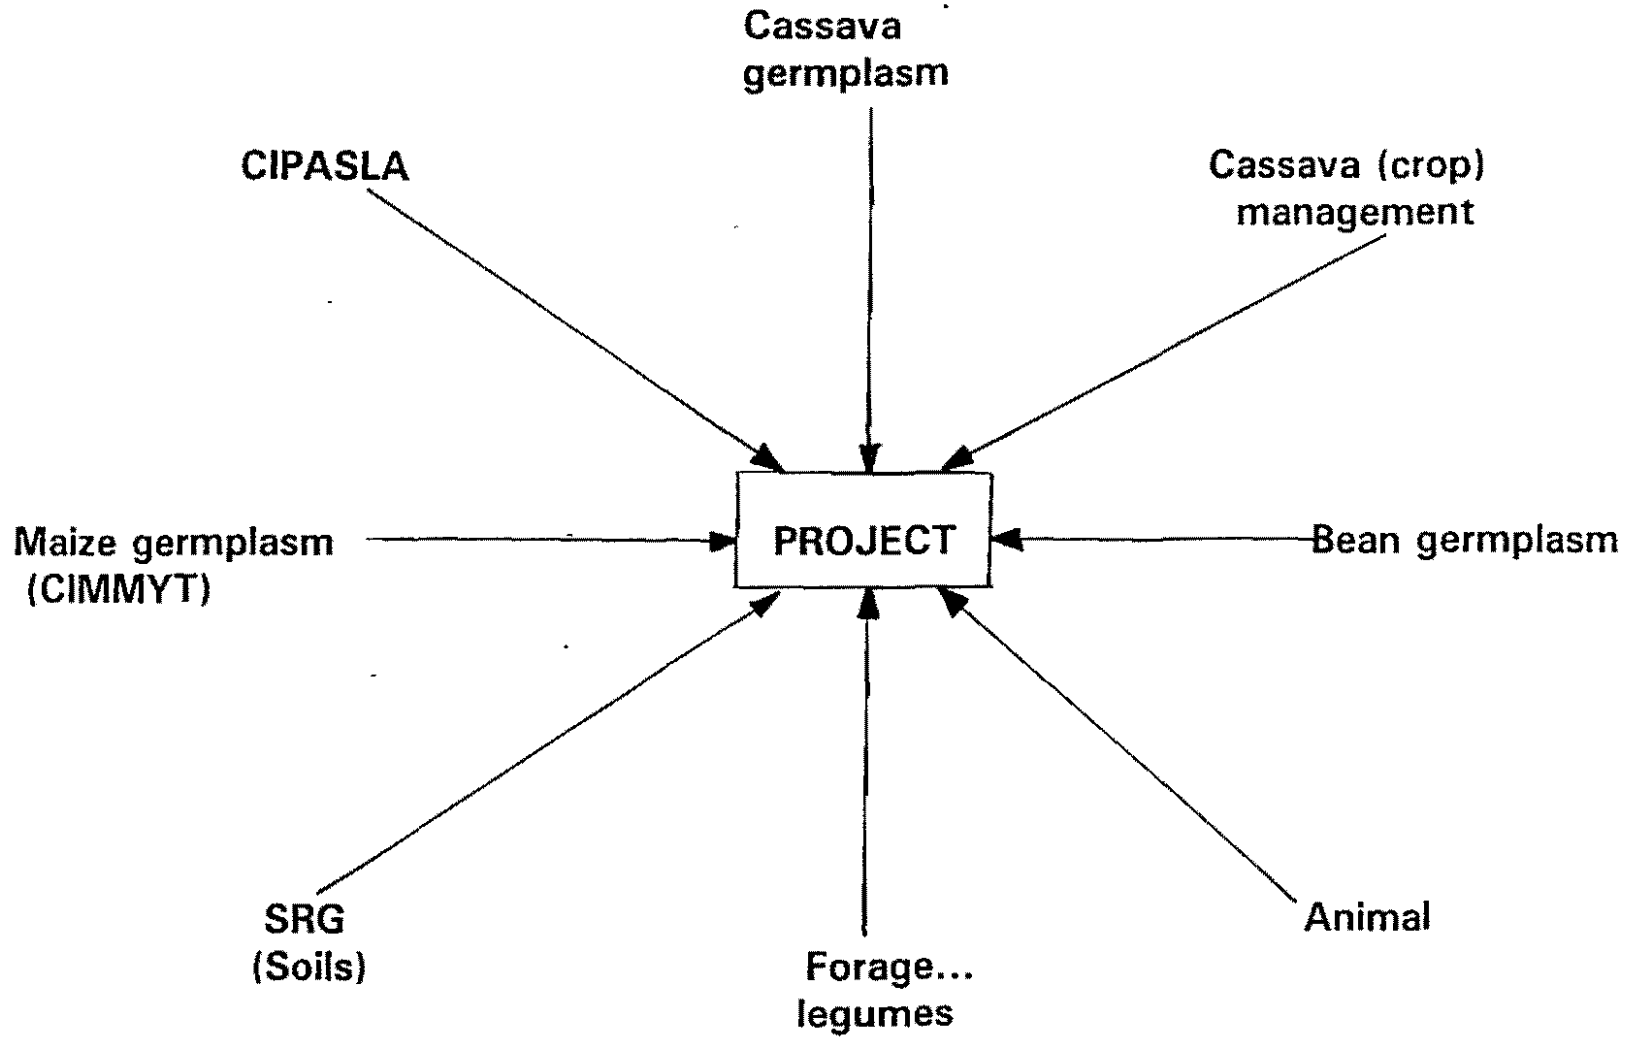 Cassava
germplasm
CIPASLA
Cassava (crop)
management
Maize germplasm
(CIMMYT)
PROJECT
Bean germplasm
SRG
(Soils)
Forage...
legumes
Animal